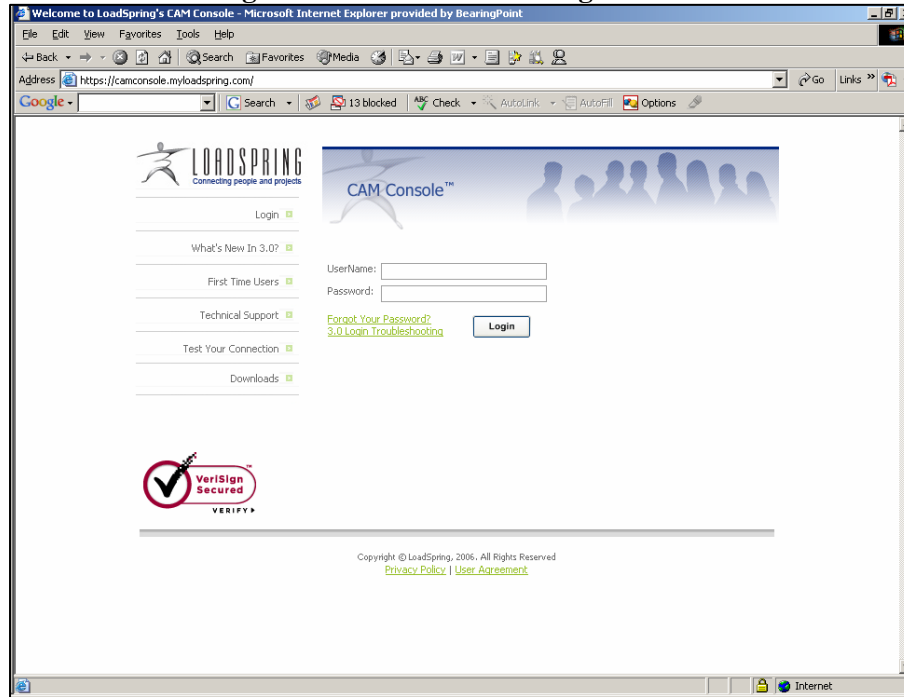 Welcome to LoadSpring's CAM Console - Microsoft Internet Explorer provided by BearingPoint
File Edit View Favorites Tools Help
Back Search Favorites Media
Address https://camconsole.myloadspring.com/ Go Links »
Google Search 13 blocked ABC Check AutoLink AutoFill Options
LOADSPRING
Connecting people and projects
CAM Console™
Login
What's New In 3.0?
First Time Users
Technical Support
Test Your Connection
Downloads
UserName:
Password:
Forgot Your Password?
3.0 Login Troubleshooting
Login
VeriSign™
Secured
VERIFY
Copyright © LoadSpring, 2006. All Rights Reserved
Privacy Policy | User Agreement
Internet